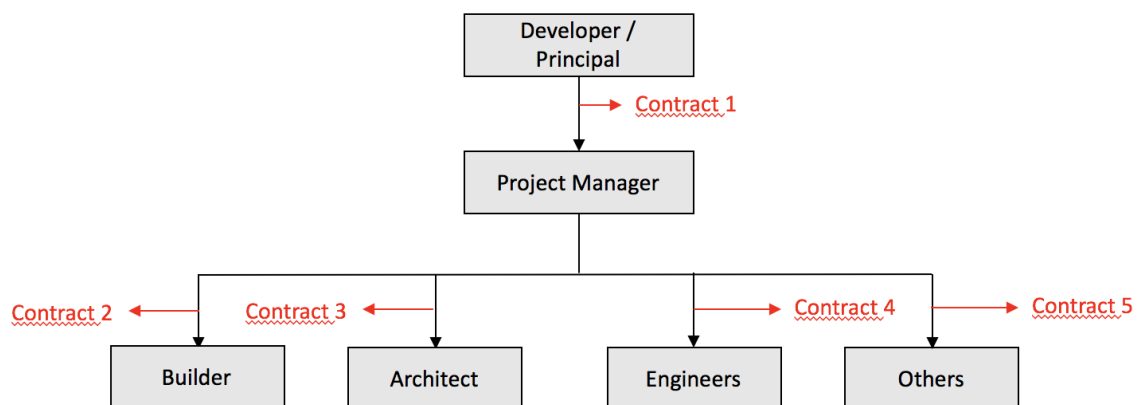 Developer /
Principal
Contract 1
Project Manager
Contract 2
Contract 3
Contract 4
Contract 5
Builder
Architect
Engineers
Others